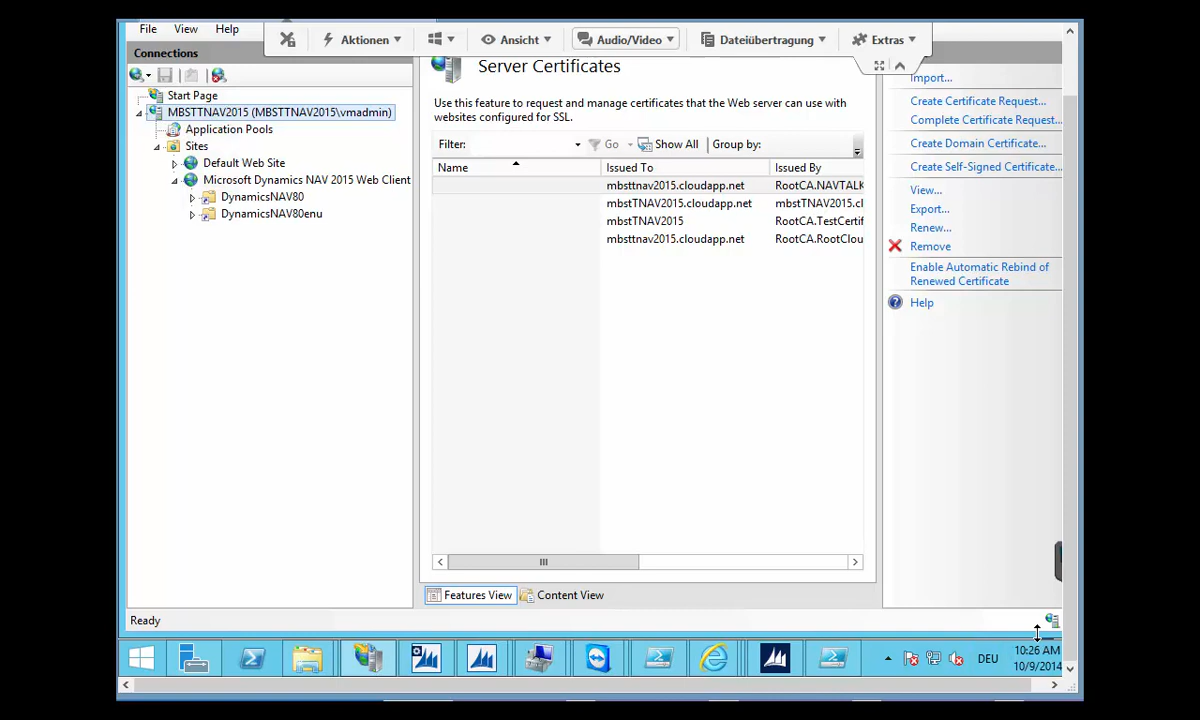 File View Help
Aktionen Ansicht Audio/Video Dateiübertragung Extras
Connections
Start Page
MBSTTNAV2015 (MBSTTNAV2015\vmadmin)
Application Pools
Sites
Default Web Site
Microsoft Dynamics NAV 2015 Web Client
DynamicsNAV80
DynamicsNAV80enu
Server Certificates
Use this feature to request and manage certificates that the Web server can use with
websites configured for SSL.
Filter: Go Show All Group by:
Name Issued To Issued By
mbsttnav2015.cloudapp.net RootCA.NAVTALK
mbstTNAV2015.cloudapp.net mbstTNAV2015.cl
mbstTNAV2015 RootCA.TestCertif
mbsttnav2015.cloudapp.net RootCA.RootClou
Features View Content View
Import...
Create Certificate Request...
Complete Certificate Request...
Create Domain Certificate...
Create Self-Signed Certificate...
View...
Export...
Renew...
Remove
Enable Automatic Rebind of
Renewed Certificate
Help
Ready
DEU
10:26 AM
10/9/2014